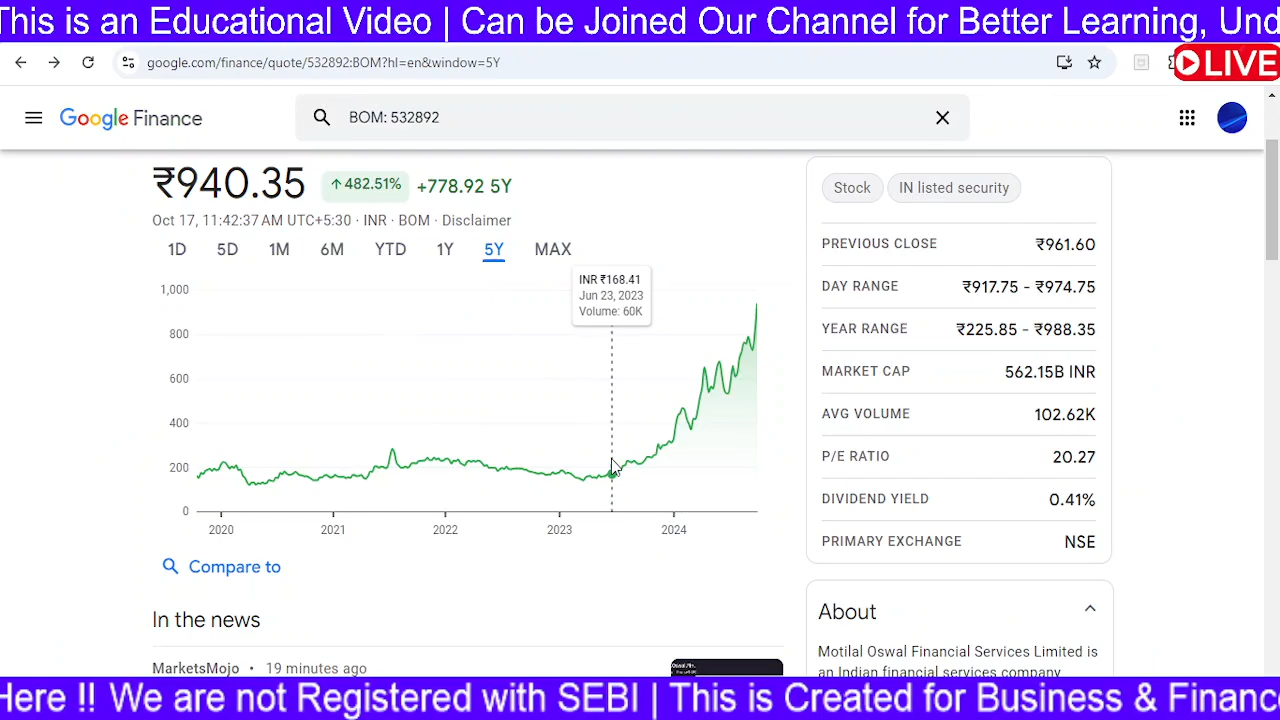 This is an Educational Video | Can be Joined Our Channel for Better Learning, Und
google.com/finance/quote/532892:BOM?hl=en&window=5Y
LIVE
Google Finance
BOM: 532892
₹940.35
↑ 482.51%
+778.92 5Y
Oct 17, 11:42:37 AM UTC+5:30 · INR · BOM · Disclaimer
1D 5D 1M 6M YTD 1Y 5Y MAX
INR ₹168.41
Jun 23, 2023
Volume: 60K
1,000
800
600
400
200
0
2020 2021 2022 2023 2024
Compare to
In the news
MarketsMojo • 19 minutes ago
Stock
IN listed security
PREVIOUS CLOSE ₹961.60
DAY RANGE ₹917.75 - ₹974.75
YEAR RANGE ₹225.85 - ₹988.35
MARKET CAP 562.15B INR
AVG VOLUME 102.62K
P/E RATIO 20.27
DIVIDEND YIELD 0.41%
PRIMARY EXCHANGE NSE
About
Motilal Oswal Financial Services Limited is
an Indian financial services company
Here !! We are not Registered with SEBI | This is Created for Business & Financ